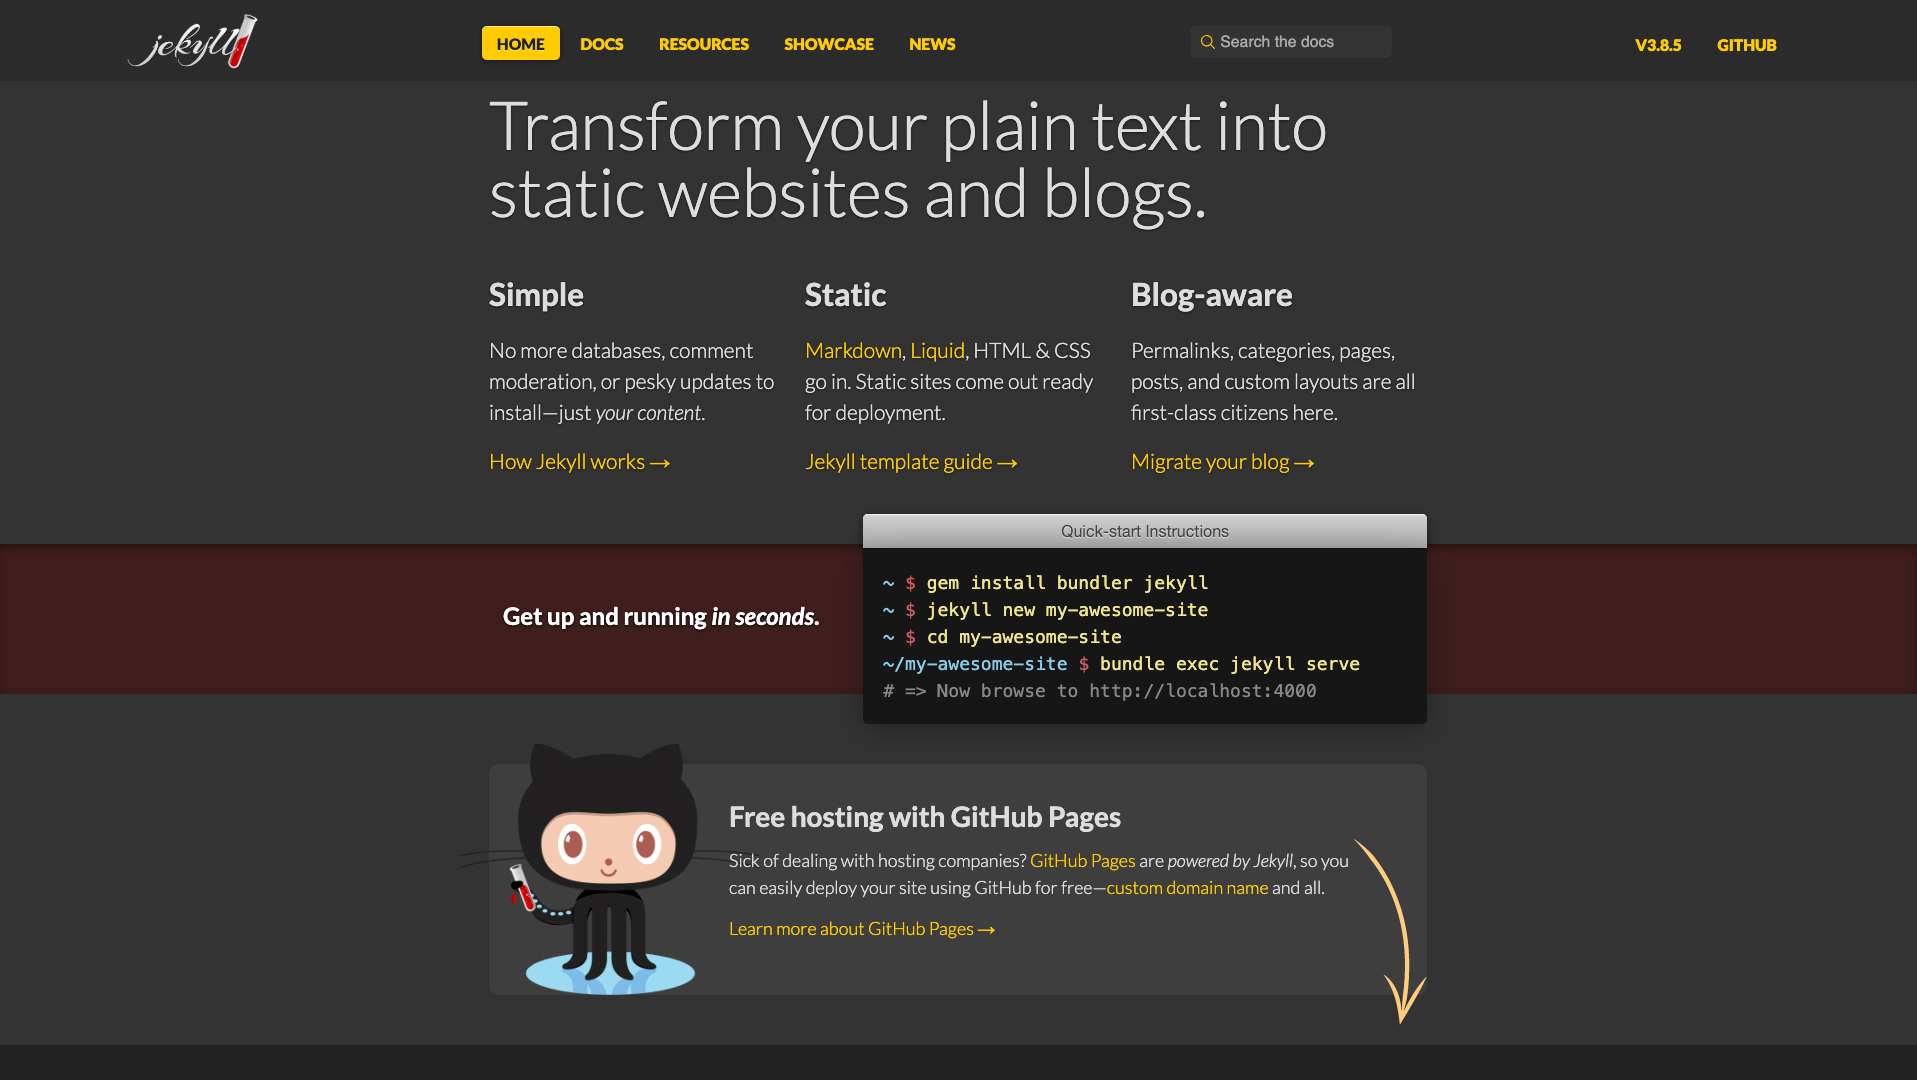 jekyll
HOME
DOCS
RESOURCES
SHOWCASE
NEWS
Search the docs
V3.8.5
GITHUB
Transform your plain text into
static websites and blogs.
Simple
No more databases, comment
moderation, or pesky updates to
install—just your content.
How Jekyll works →
Static
Markdown, Liquid, HTML & CSS
go in. Static sites come out ready
for deployment.
Jekyll template guide →
Blog-aware
Permalinks, categories, pages,
posts, and custom layouts are all
first-class citizens here.
Migrate your blog →
Get up and running in seconds.
Quick-start Instructions
~ $ gem install bundler jekyll
~ $ jekyll new my-awesome-site
~ $ cd my-awesome-site
~/my-awesome-site $ bundle exec jekyll serve
# => Now browse to http://localhost:4000
Free hosting with GitHub Pages
Sick of dealing with hosting companies? GitHub Pages are powered by Jekyll, so you
can easily deploy your site using GitHub for free—custom domain name and all.
Learn more about GitHub Pages →